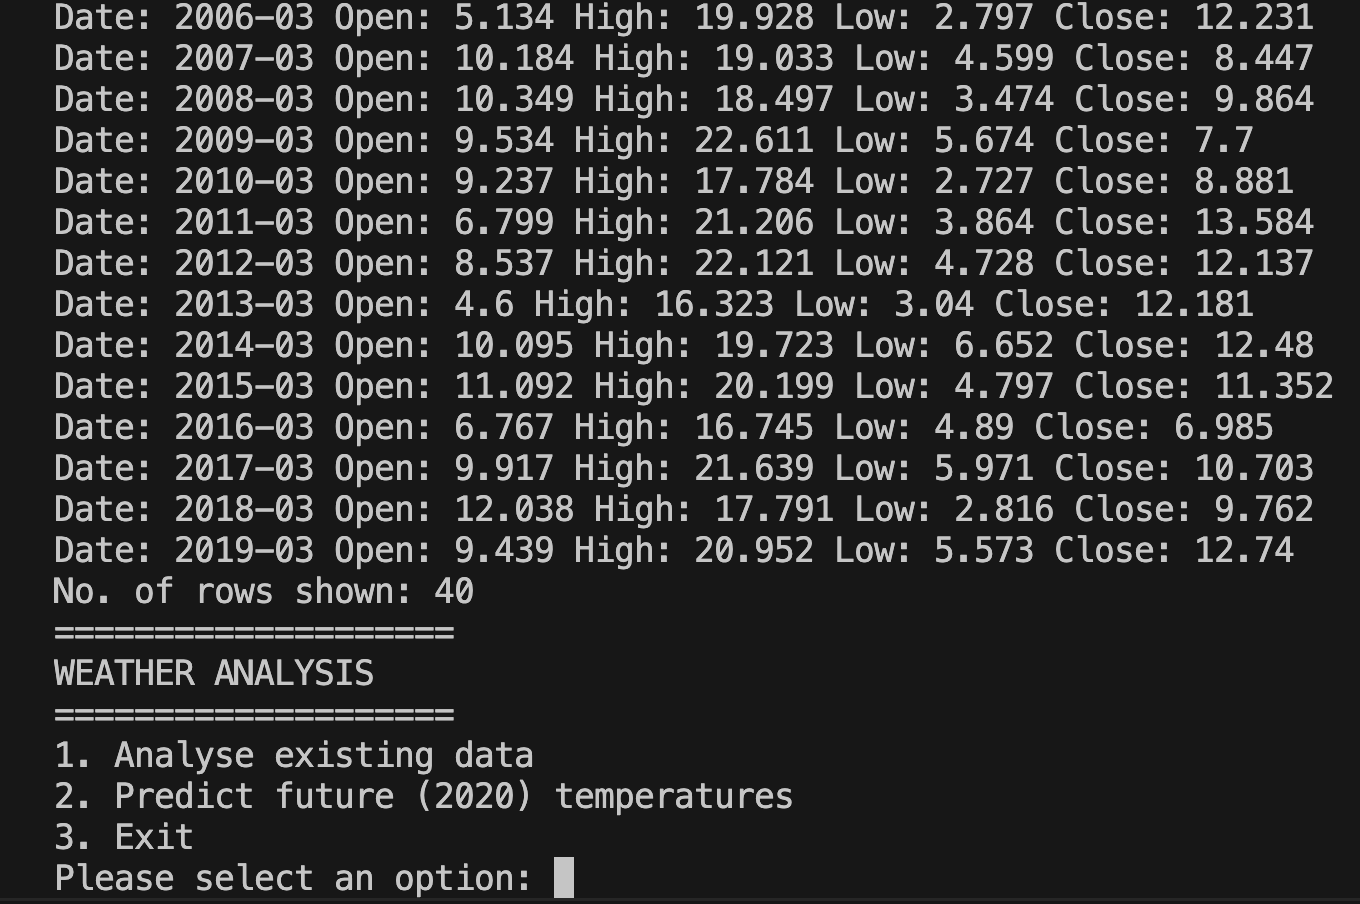 Date: 2006-03 Open: 5.134 High: 19.928 Low: 2.797 Close: 12.231
Date: 2007-03 Open: 10.184 High: 19.033 Low: 4.599 Close: 8.447
Date: 2008-03 Open: 10.349 High: 18.497 Low: 3.474 Close: 9.864
Date: 2009-03 Open: 9.534 High: 22.611 Low: 5.674 Close: 7.7
Date: 2010-03 Open: 9.237 High: 17.784 Low: 2.727 Close: 8.881
Date: 2011-03 Open: 6.799 High: 21.206 Low: 3.864 Close: 13.584
Date: 2012-03 Open: 8.537 High: 22.121 Low: 4.728 Close: 12.137
Date: 2013-03 Open: 4.6 High: 16.323 Low: 3.04 Close: 12.181
Date: 2014-03 Open: 10.095 High: 19.723 Low: 6.652 Close: 12.48
Date: 2015-03 Open: 11.092 High: 20.199 Low: 4.797 Close: 11.352
Date: 2016-03 Open: 6.767 High: 16.745 Low: 4.89 Close: 6.985
Date: 2017-03 Open: 9.917 High: 21.639 Low: 5.971 Close: 10.703
Date: 2018-03 Open: 12.038 High: 17.791 Low: 2.816 Close: 9.762
Date: 2019-03 Open: 9.439 High: 20.952 Low: 5.573 Close: 12.74
No. of rows shown: 40
====================
WEATHER ANALYSIS
====================
1. Analyse existing data
2. Predict future (2020) temperatures
3. Exit
Please select an option: